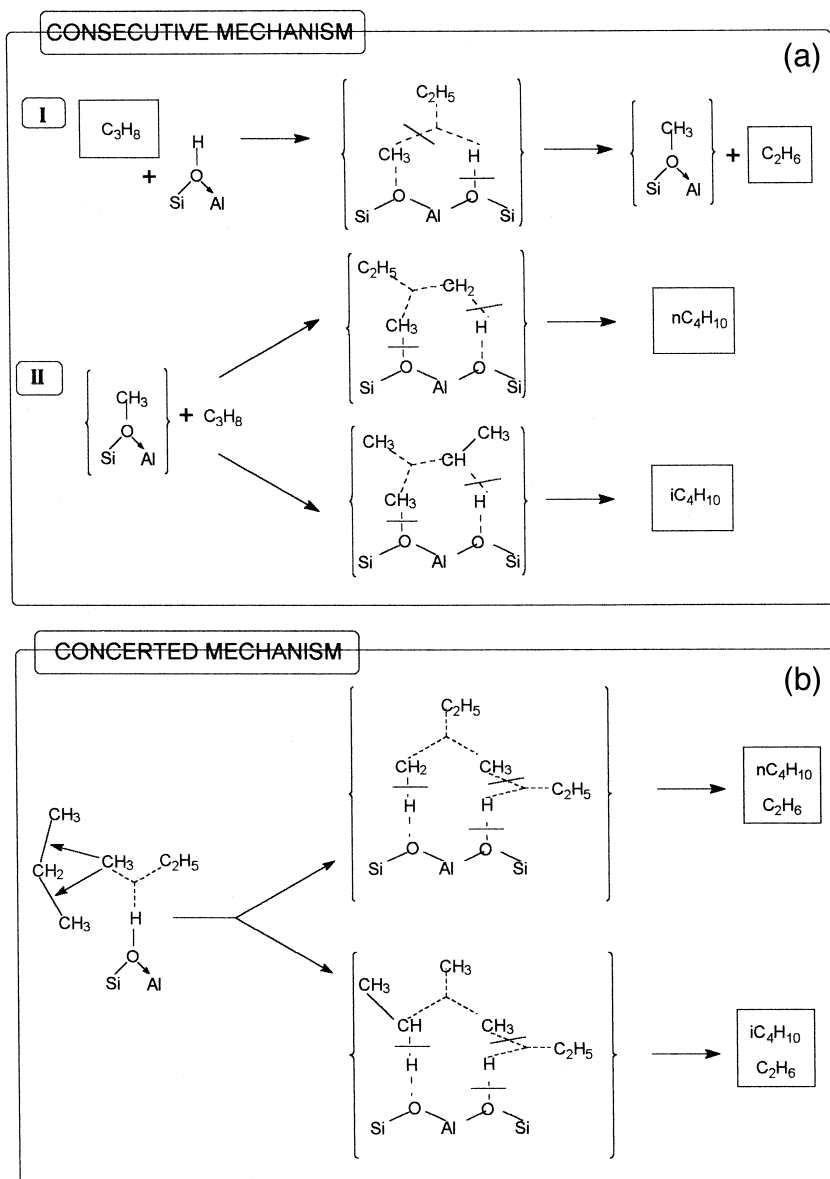 CONSECUTIVE MECHANISM
(a)
I
C3H8
+
H
O
Si Al
C2H5
CH3 H
O O
Si Al Si
CH3
O
Si Al
+
C2H6
C2H5 CH2
CH3 H
O O
Si Al Si
nC4H10
II
CH3
O
Si Al
+ C3H8
CH3
CH3 CH
CH3 H
O O
Si Al Si
iC4H10
CONCERTED MECHANISM
(b)
C2H5
CH2 CH3
H H C2H5
O O
Si Al Si
nC4H10
C2H6
CH3
CH2 CH3 C2H5
CH3 H
O
Si Al
CH3
CH3
CH CH3
H H C2H5
O O
Si Al Si
iC4H10
C2H6